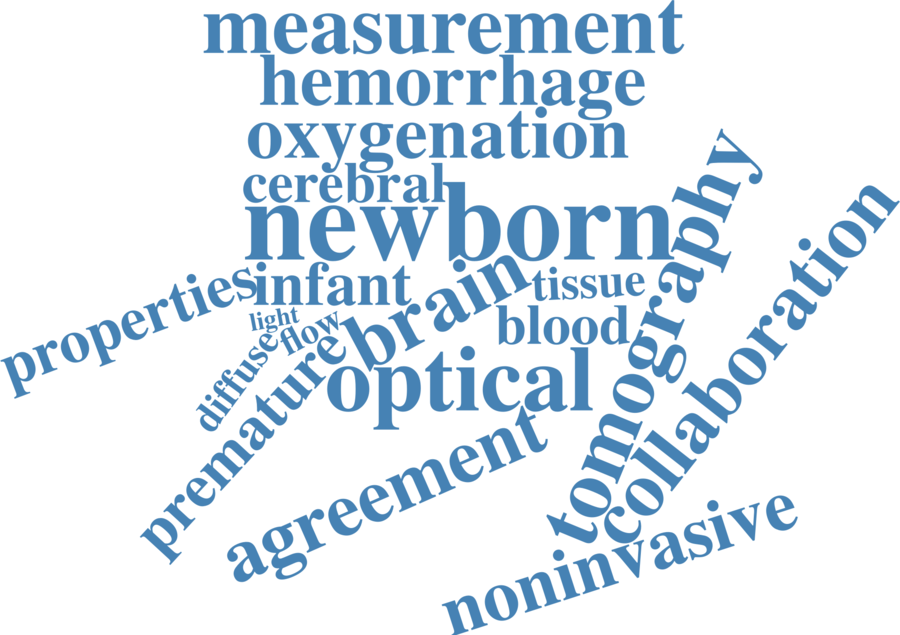 measurement
hemorrhage
oxygenation
cerebral
newborn
properties
infant
brain
tissue
tomography
collaboration
light
flow
blood
diffuse
premature
optical
agreement
noninvasive